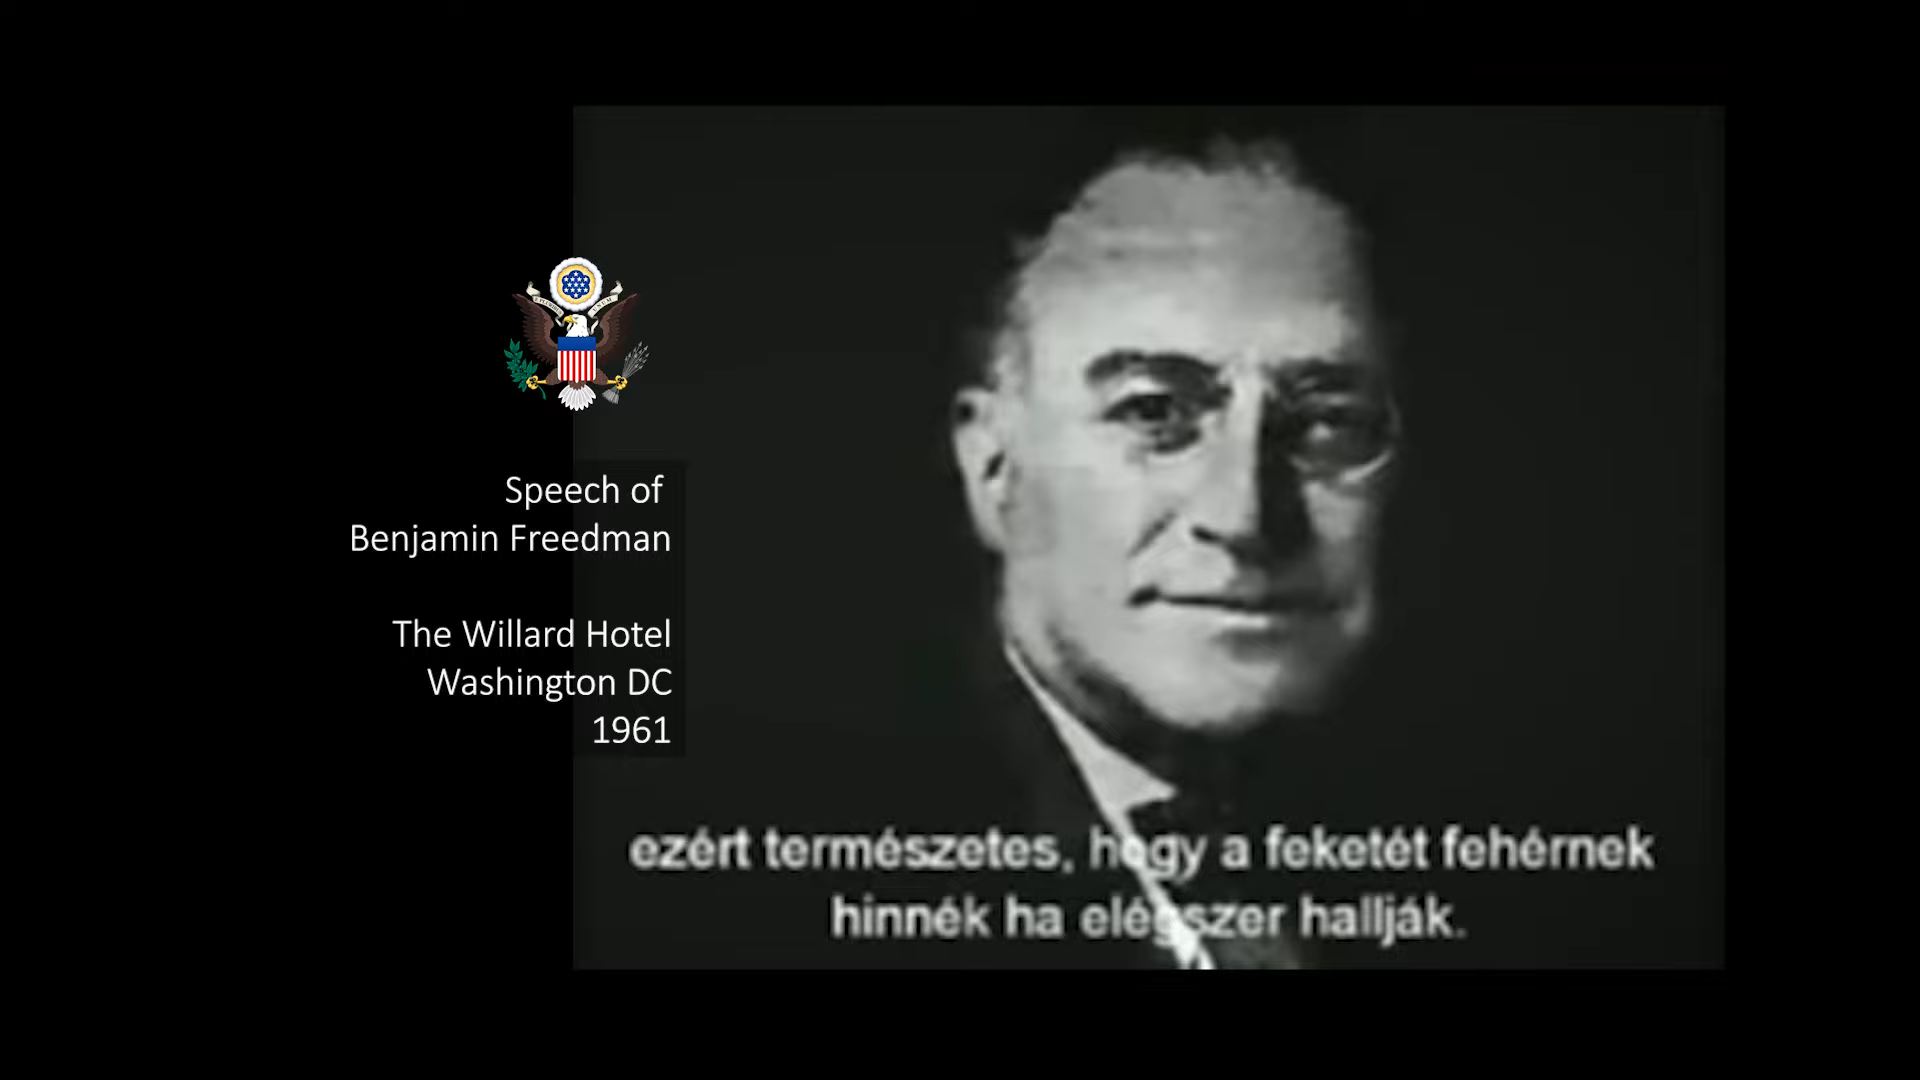 Speech of
Benjamin Freedman
The Willard Hotel
Washington DC
1961
ezért természetes, hogy a feketét fehérnek
hinnék ha elégszer hallják.